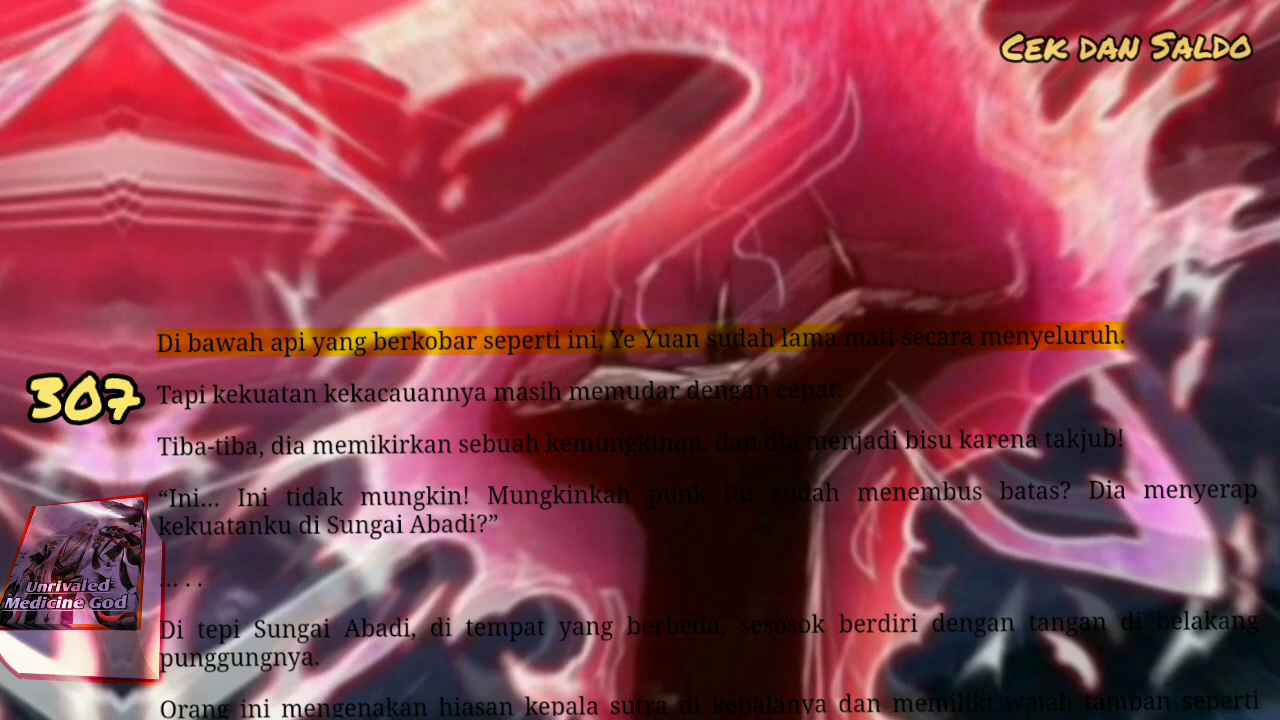 Cek dan Saldo
Di bawah api yang berkobar seperti ini, Ye Yuan sudah lama mati secara menyeluruh.
307
Tapi kekuatan kekacauannya masih memudar dengan cepat.
Tiba-tiba, dia memikirkan sebuah kemungkinan, dan dia menjadi bisu karena takjub!
“Ini... Ini tidak mungkin! Mungkinkah punk itu sudah menembus batas? Dia menyerap
kekuatanku di Sungai Abadi?”
Unrivaled
Medicine God
... . .
Di tepi Sungai Abadi, di tempat yang berbeda, sesosok berdiri dengan tangan di belakang
punggungnya.
Orang ini mengenakan hiasan kepala sutra di kepalanya dan memiliki wajah tampan seperti